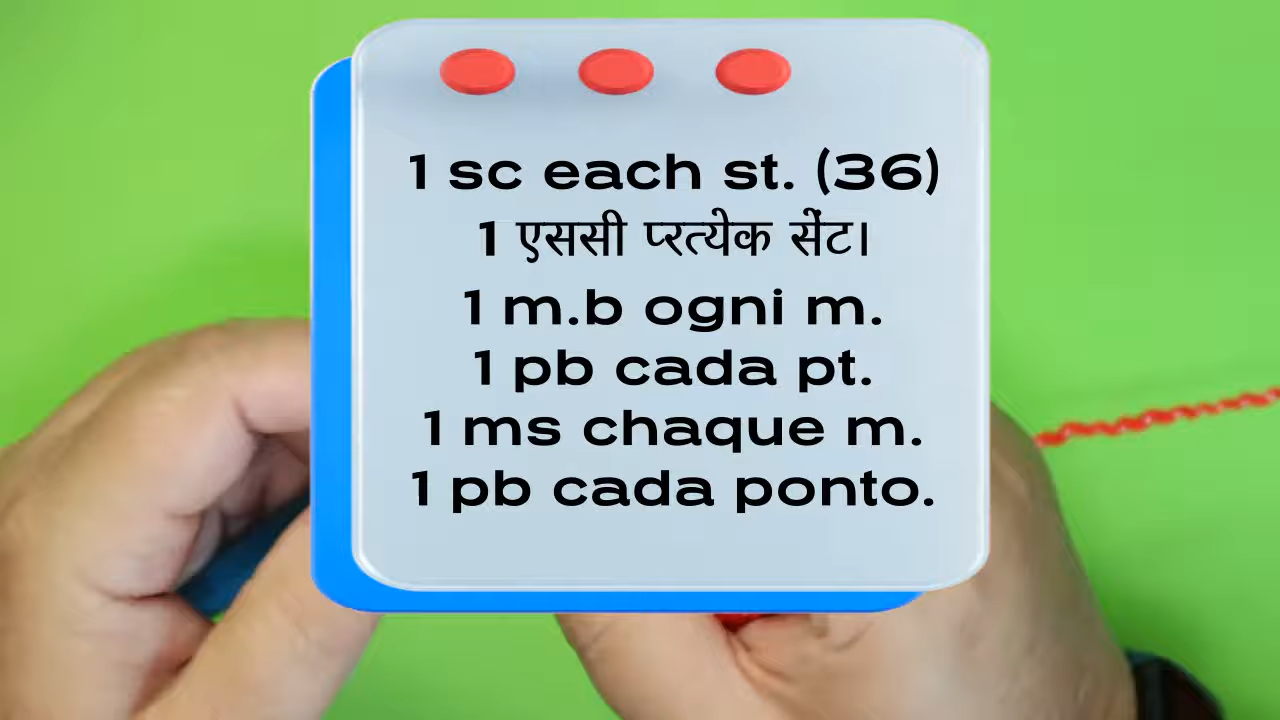 1 sc each st. (36)
1 एससी प्रत्येक सेंट।
1 m.b ogni m.
1 pb cada pt.
1 ms chaque m.
1 pb cada ponto.